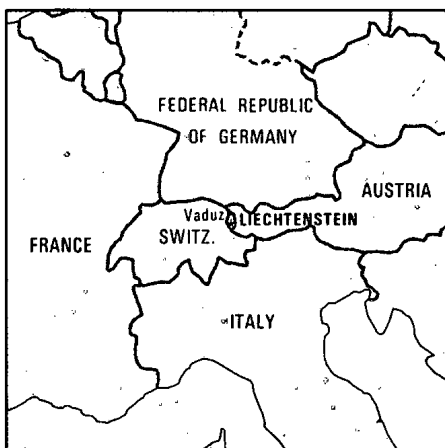 FEDERAL REPUBLIC
OF GERMANY
AUSTRIA
Vaduz
LIECHTENSTEIN
SWITZ.
FRANCE
ITALY